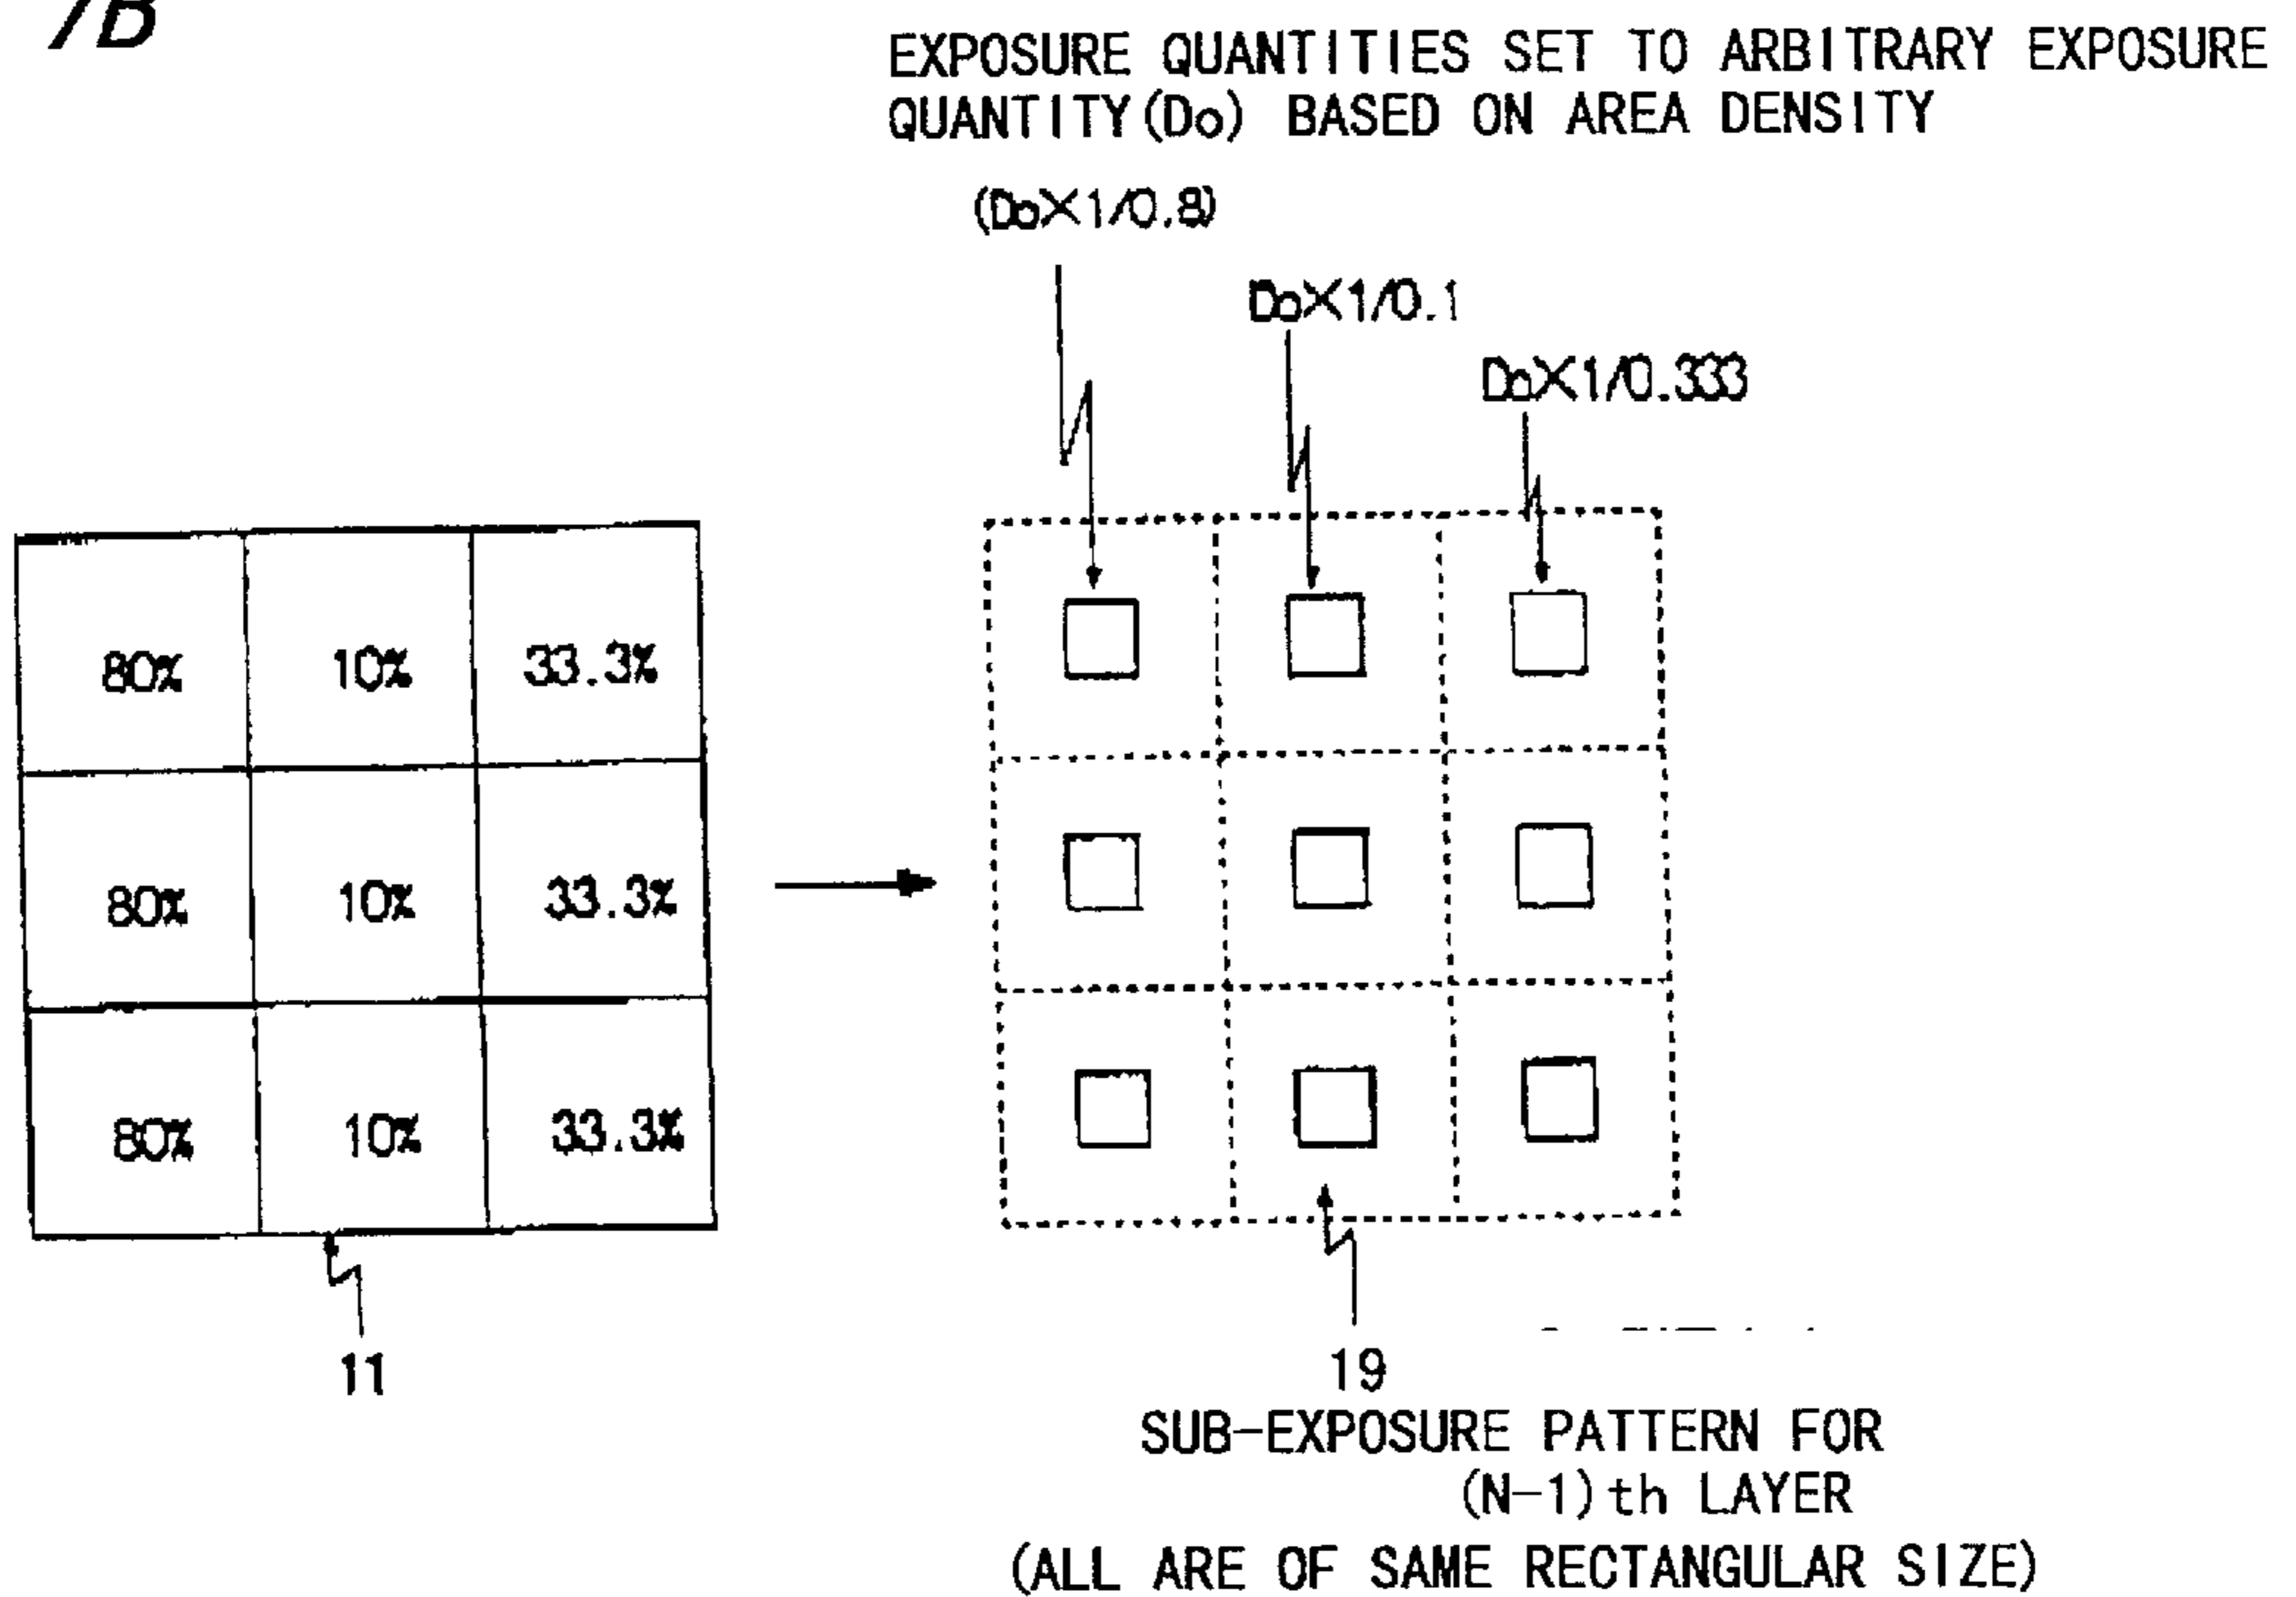 7B
EXPOSURE QUANTITIES SET TO ARBITRARY EXPOSURE
QUANTITY(Do) BASED ON AREA DENSITY
(Do×1/0.8)
Do×1/0.1
Do×1/0.333
80% 10% 33.3%
80% 10% 33.3%
80% 10% 33.3%
11
19
SUB-EXPOSURE PATTERN FOR
(N-1)th LAYER
(ALL ARE OF SAME RECTANGULAR SIZE)